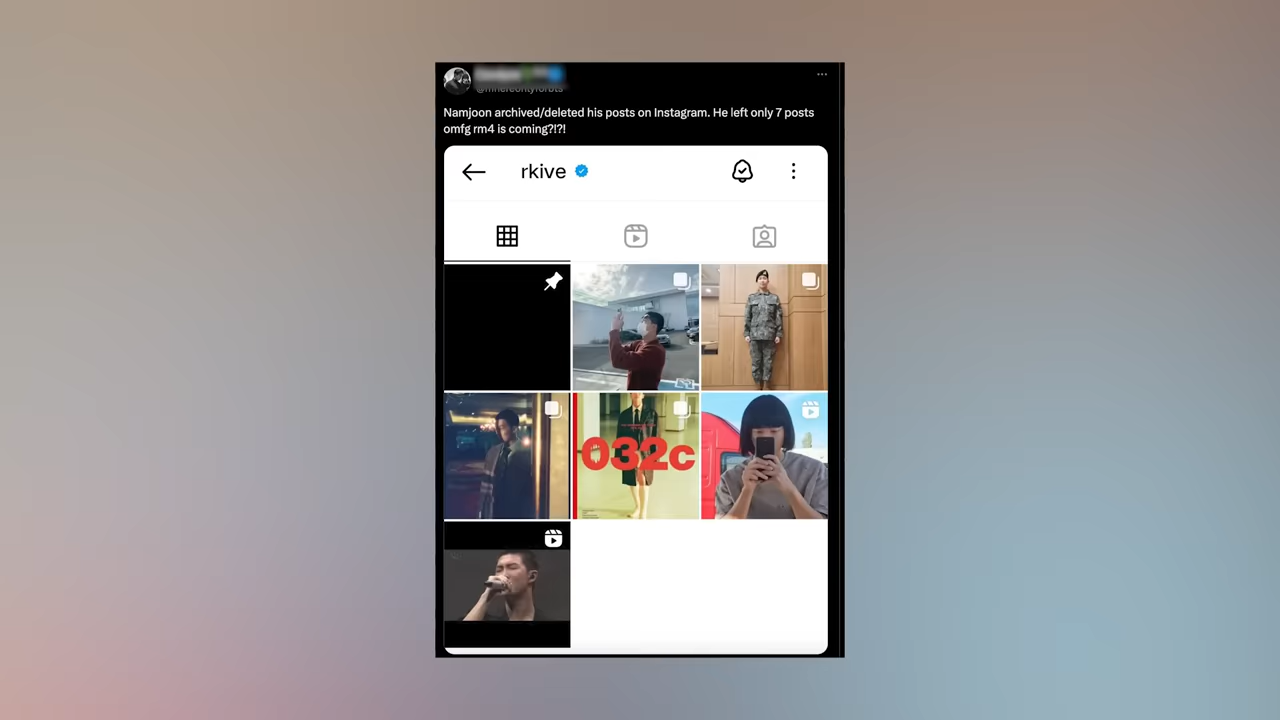 Namjoon archived/deleted his posts on Instagram. He left only 7 posts
omfg rm4 is coming?!?!
rkive
032c